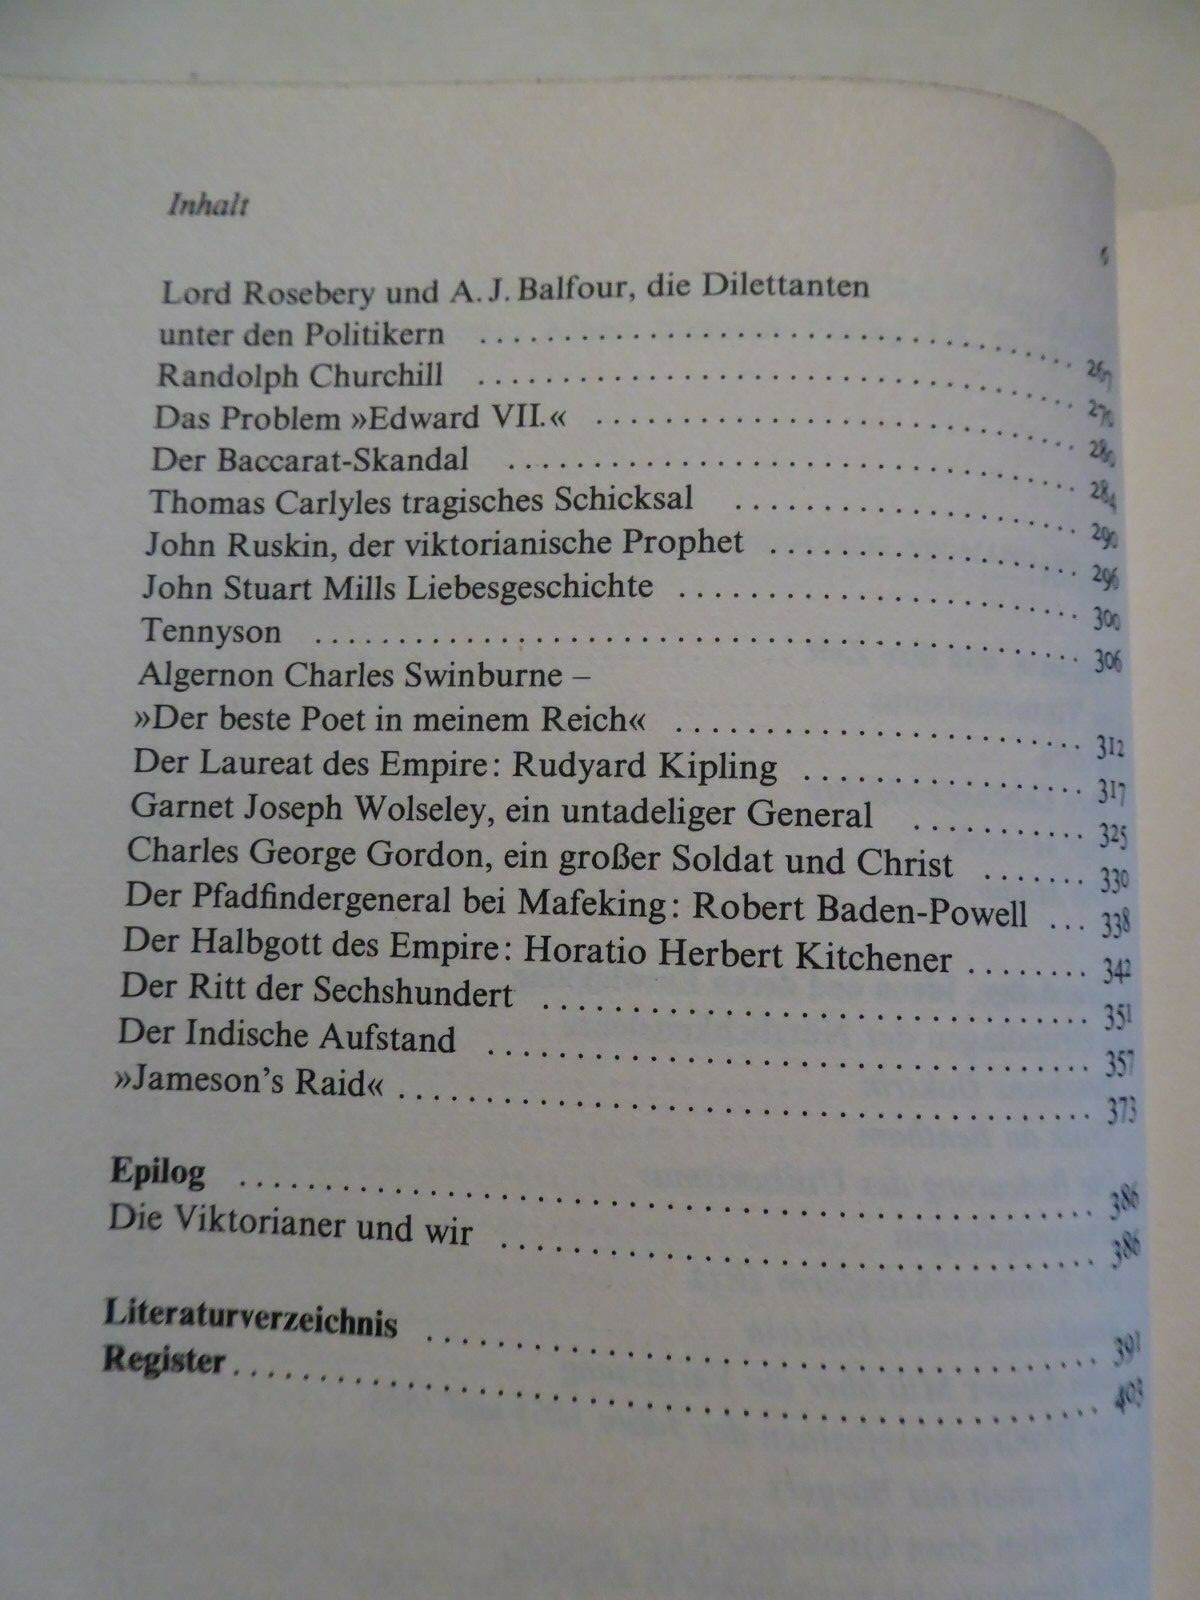 Inhalt
Lord Rosebery und A. J. Balfour, die Dilettanten
unter den Politikern .......... 267
Randolph Churchill .......... 270
Das Problem »Edward VII.« .......... 280
Der Baccarat-Skandal .......... 284
Thomas Carlyles tragisches Schicksal .......... 290
John Ruskin, der viktorianische Prophet .......... 296
John Stuart Mills Liebesgeschichte .......... 300
Tennyson .......... 306
Algernon Charles Swinburne –
»Der beste Poet in meinem Reich« .......... 312
Der Laureat des Empire: Rudyard Kipling .......... 317
Garnet Joseph Wolseley, ein untadeliger General .......... 325
Charles George Gordon, ein großer Soldat und Christ ....... 330
Der Pfadfindergeneral bei Mafeking: Robert Baden-Powell ... 338
Der Halbgott des Empire: Horatio Herbert Kitchener ........ 342
Der Ritt der Sechshundert .......... 351
Der Indische Aufstand .......... 357
»Jameson’s Raid« .......... 373
Epilog .......... 386
Die Viktorianer und wir .......... 386
Literaturverzeichnis .......... 391
Register .......... 403